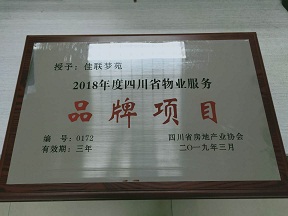 授予：佳联梦苑
2018年度四川省物业服务
品牌项目
编 号：0172 四川省房地产业协会
有效期：三年 二〇一九年三月